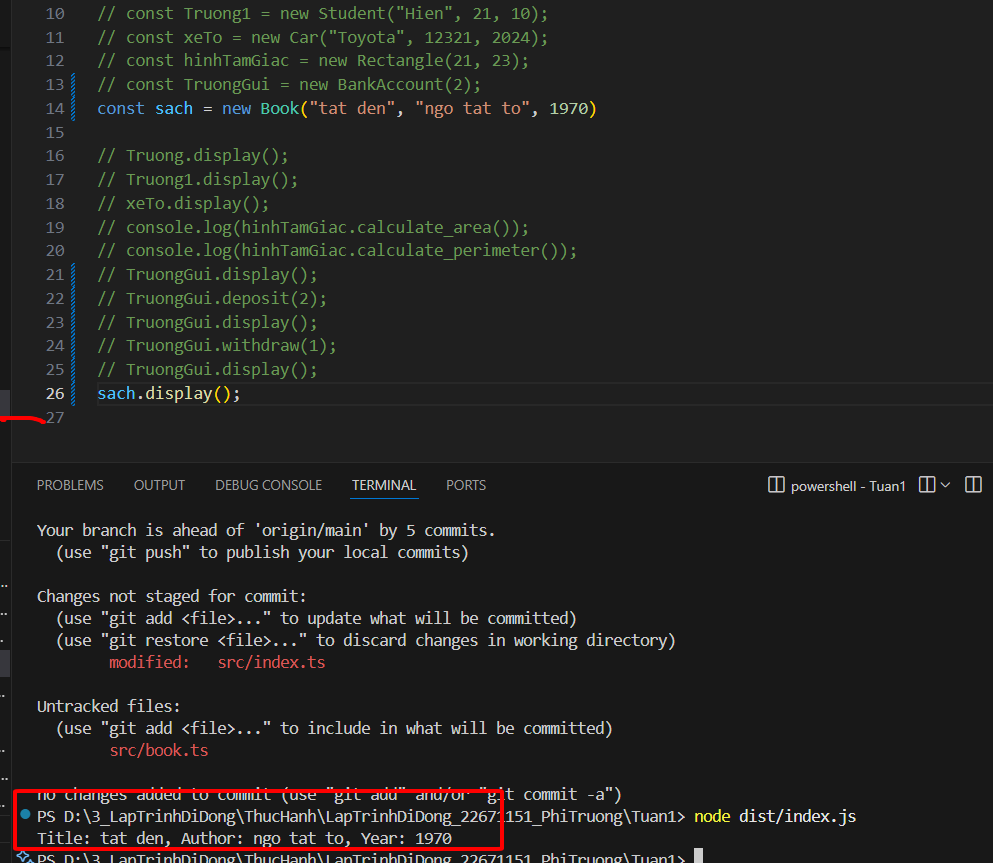 10 // const Truong1 = new Student("Hien", 21, 10);
11 // const xeTo = new Car("Toyota", 12321, 2024);
12 // const hinhTamGiac = new Rectangle(21, 23);
13 // const TruongGui = new BankAccount(2);
14 const sach = new Book("tat den", "ngo tat to", 1970)
15
16 // Truong.display();
17 // Truong1.display();
18 // xeTo.display();
19 // console.log(hinhTamGiac.calculate_area());
20 // console.log(hinhTamGiac.calculate_perimeter());
21 // TruongGui.display();
22 // TruongGui.deposit(2);
23 // TruongGui.display();
24 // TruongGui.withdraw(1);
25 // TruongGui.display();
26 sach.display();
27
PROBLEMS OUTPUT DEBUG CONSOLE TERMINAL PORTS powershell - Tuan1
Your branch is ahead of 'origin/main' by 5 commits.
(use "git push" to publish your local commits)
Changes not staged for commit:
(use "git add <file>..." to update what will be committed)
(use "git restore <file>..." to discard changes in working directory)
modified: src/index.ts
Untracked files:
(use "git add <file>..." to include in what will be committed)
src/book.ts
no changes added to commit (use "git add" and/or "git commit -a")
PS D:\3_LapTrinhDiDong\ThucHanh\LapTrinhDiDong_22671151_PhiTruong\Tuan1> node dist/index.js
Title: tat den, Author: ngo tat to, Year: 1970
PS D:\3_LapTrinhDiDong\ThucHanh\LapTrinhDiDong_22671151_PhiTruong\Tuan1>